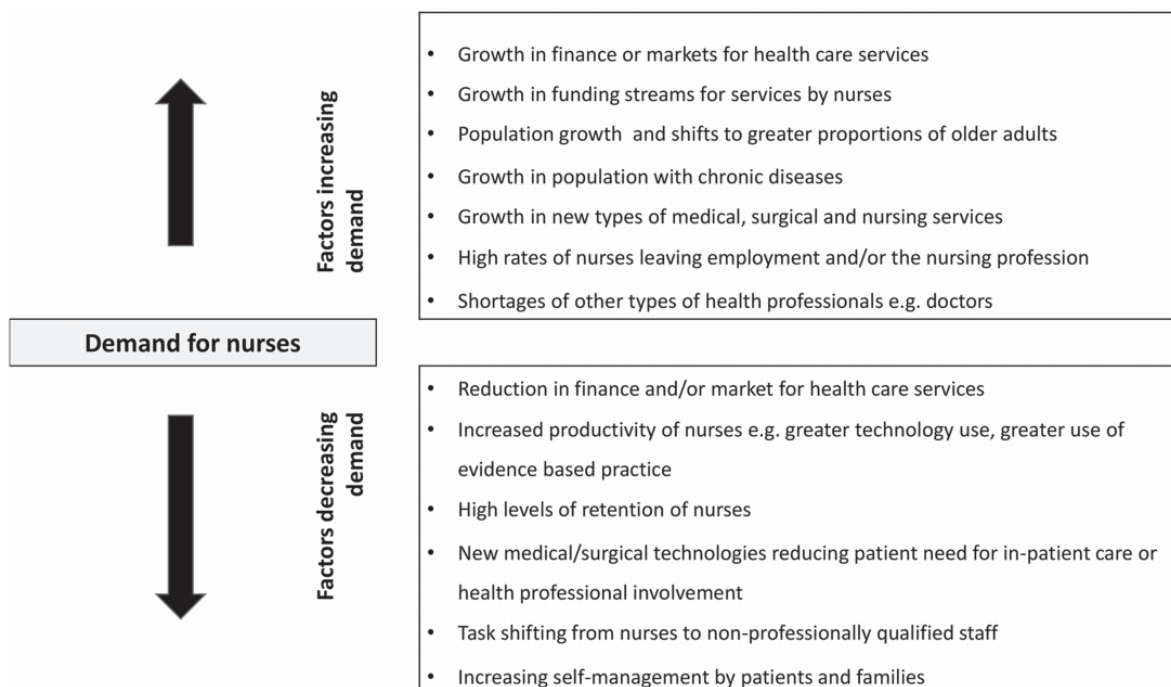 Factors increasing
demand
• Growth in finance or markets for health care services
• Growth in funding streams for services by nurses
• Population growth and shifts to greater proportions of older adults
• Growth in population with chronic diseases
• Growth in new types of medical, surgical and nursing services
• High rates of nurses leaving employment and/or the nursing profession
• Shortages of other types of health professionals e.g. doctors
Demand for nurses
Factors decreasing
demand
• Reduction in finance and/or market for health care services
• Increased productivity of nurses e.g. greater technology use, greater use of
evidence based practice
• High levels of retention of nurses
• New medical/surgical technologies reducing patient need for in-patient care or
health professional involvement
• Task shifting from nurses to non-professionally qualified staff
• Increasing self-management by patients and families